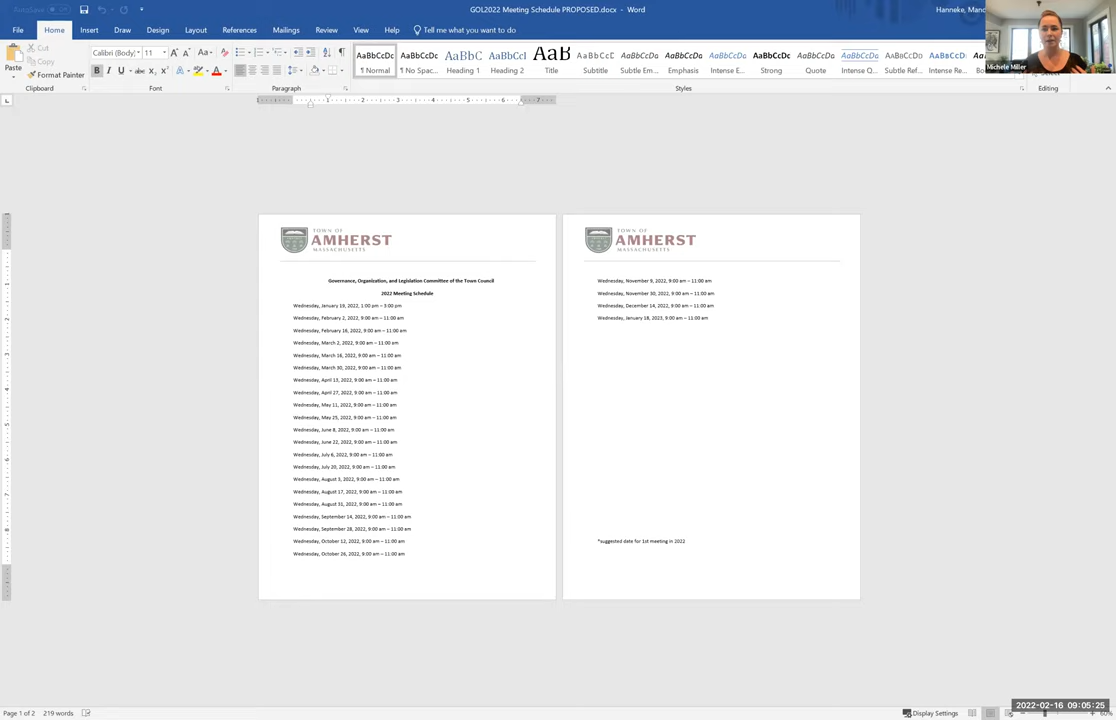 AutoSave
GOL2022 Meeting Schedule PROPOSED.docx - Word
Hanneke, Manc
File Home Insert Draw Design Layout References Mailings Review View Help Tell me what you want to do
Michele Miller
Paste
Cut
Copy
Format Painter
Calibri (Body) 11
AaBbCcDc AaBbCcDc AaBbC AaBbCcI AaB AaBbCcC AaBbCcDc AaBbCcDc AaBbCcDc AaBbCcDc AaBbCcDc AaBbCcDc AaBbCcDd AaBbCcDc
¶ Normal ¶ No Spac... Heading 1 Heading 2 Title Subtitle Subtle Em... Emphasis Intense E... Strong Quote Intense Q... Subtle Ref... Intense Re...
Clipboard Font Paragraph Styles Editing
TOWN OF
AMHERST
MASSACHUSETTS
Governance, Organization, and Legislation Committee of the Town Council
2022 Meeting Schedule
Wednesday, January 19, 2022, 1:00 pm – 3:00 pm
Wednesday, February 2, 2022, 9:00 am – 11:00 am
Wednesday, February 16, 2022, 9:00 am – 11:00 am
Wednesday, March 2, 2022, 9:00 am – 11:00 am
Wednesday, March 16, 2022, 9:00 am – 11:00 am
Wednesday, March 30, 2022, 9:00 am – 11:00 am
Wednesday, April 13, 2022, 9:00 am – 11:00 am
Wednesday, April 27, 2022, 9:00 am – 11:00 am
Wednesday, May 11, 2022, 9:00 am – 11:00 am
Wednesday, May 25, 2022, 9:00 am – 11:00 am
Wednesday, June 8, 2022, 9:00 am – 11:00 am
Wednesday, June 22, 2022, 9:00 am – 11:00 am
Wednesday, July 6, 2022, 9:00 am – 11:00 am
Wednesday, July 20, 2022, 9:00 am – 11:00 am
Wednesday, August 3, 2022, 9:00 am – 11:00 am
Wednesday, August 17, 2022, 9:00 am – 11:00 am
Wednesday, August 31, 2022, 9:00 am – 11:00 am
Wednesday, September 14, 2022, 9:00 am – 11:00 am
Wednesday, September 28, 2022, 9:00 am – 11:00 am
Wednesday, October 12, 2022, 9:00 am – 11:00 am
Wednesday, October 26, 2022, 9:00 am – 11:00 am
TOWN OF
AMHERST
MASSACHUSETTS
Wednesday, November 9, 2022, 9:00 am – 11:00 am
Wednesday, November 30, 2022, 9:00 am – 11:00 am
Wednesday, December 14, 2022, 9:00 am – 11:00 am
Wednesday, January 18, 2023, 9:00 am – 11:00 am
*suggested date for 1st meeting in 2022
2022-02-16 09:05:25
Page 1 of 2 219 words
Display Settings
60%